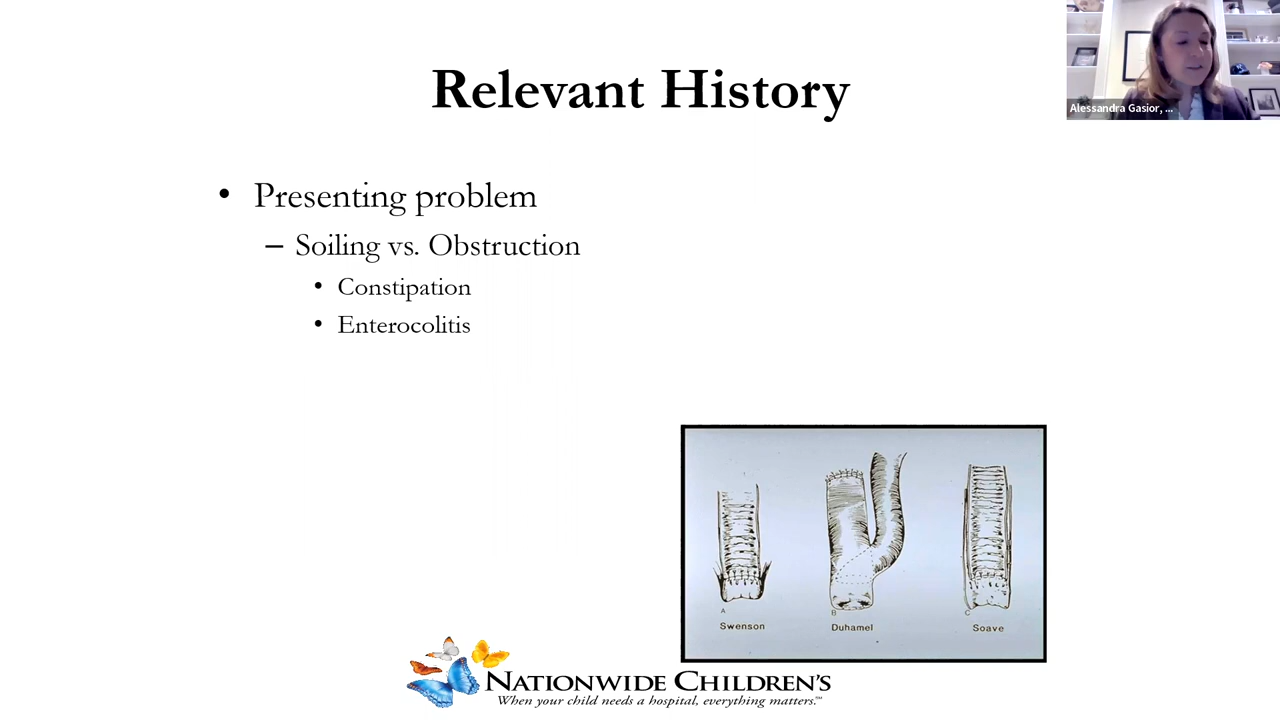 Relevant History
Alessandra Gasior, ...
• Presenting problem
– Soiling vs. Obstruction
• Constipation
• Enterocolitis
A
B
C
Swenson
Duhamel
Soave
NATIONWIDE CHILDREN'S
When your child needs a hospital, everything matters.℠